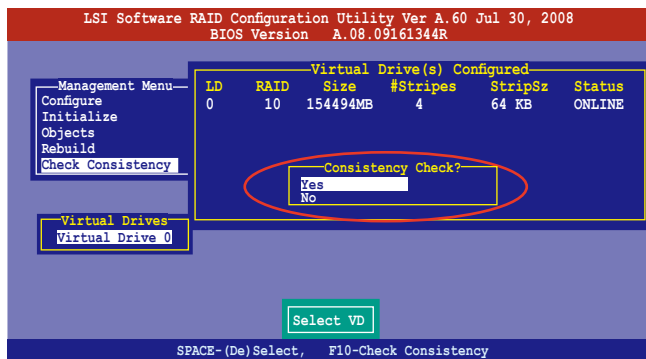 LSI Software RAID Configuration Utility Ver A.60 Jul 30, 2008
BIOS Version A.08.09161344R
Virtual Drive(s) Configured
LD RAID Size #Stripes StripSz Status
0 10 154494MB 4 64 KB ONLINE
Management Menu
Configure
Initialize
Objects
Rebuild
Check Consistency
Consistency Check?
Yes
No
Virtual Drives
Virtual Drive 0
Select VD
SPACE-(De)Select, F10-Check Consistency